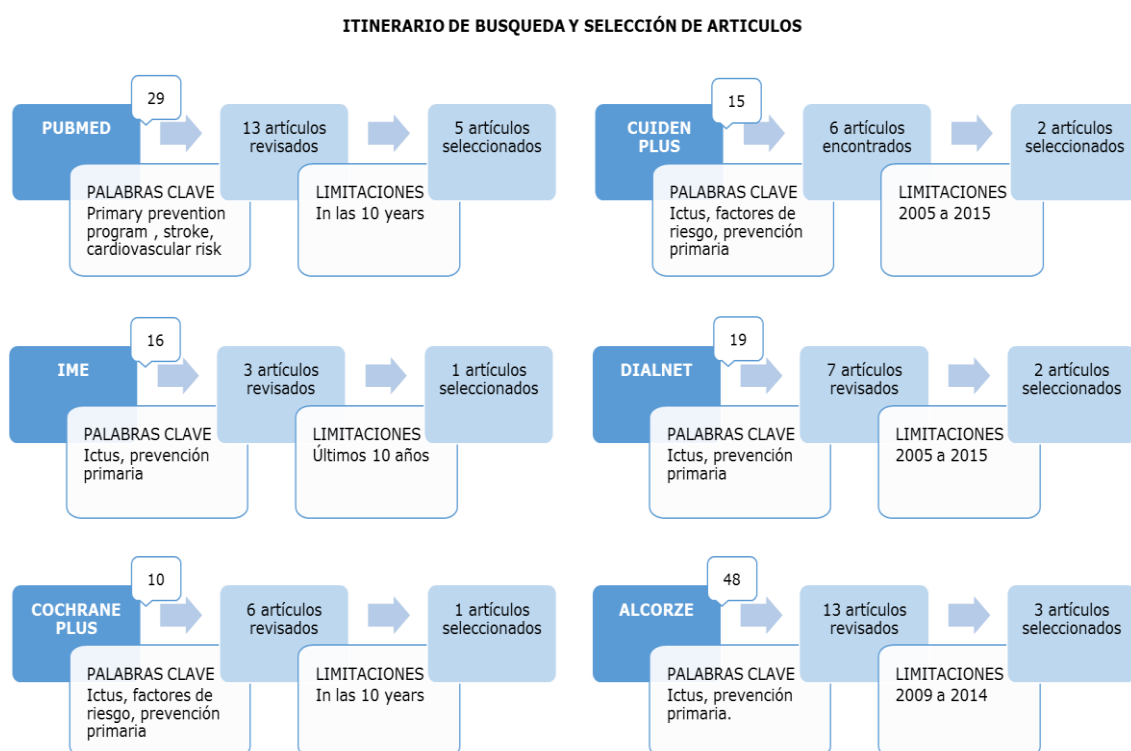 ITINERARIO DE BUSQUEDA Y SELECCIÓN DE ARTICULOS
29
PUBMED
13 artículos
revisados
5 artículos
seleccionados
PALABRAS CLAVE
Primary prevention
program , stroke,
cardiovascular risk
LIMITACIONES
In las 10 years
15
CUIDEN
PLUS
6 artículos
encontrados
2 artículos
seleccionados
PALABRAS CLAVE
Ictus, factores de
riesgo, prevención
primaria
LIMITACIONES
2005 a 2015
16
IME
3 artículos
revisados
1 artículos
seleccionados
PALABRAS CLAVE
Ictus, prevención
primaria
LIMITACIONES
Últimos 10 años
19
DIALNET
7 artículos
revisados
2 artículos
seleccionados
PALABRAS CLAVE
Ictus, prevención
primaria
LIMITACIONES
2005 a 2015
10
COCHRANE
PLUS
6 artículos
revisados
1 artículos
seleccionados
PALABRAS CLAVE
Ictus, factores de
riesgo, prevención
primaria
LIMITACIONES
In las 10 years
48
ALCORZE
13 artículos
revisados
3 artículos
seleccionados
PALABRAS CLAVE
Ictus, prevención
primaria.
LIMITACIONES
2009 a 2014